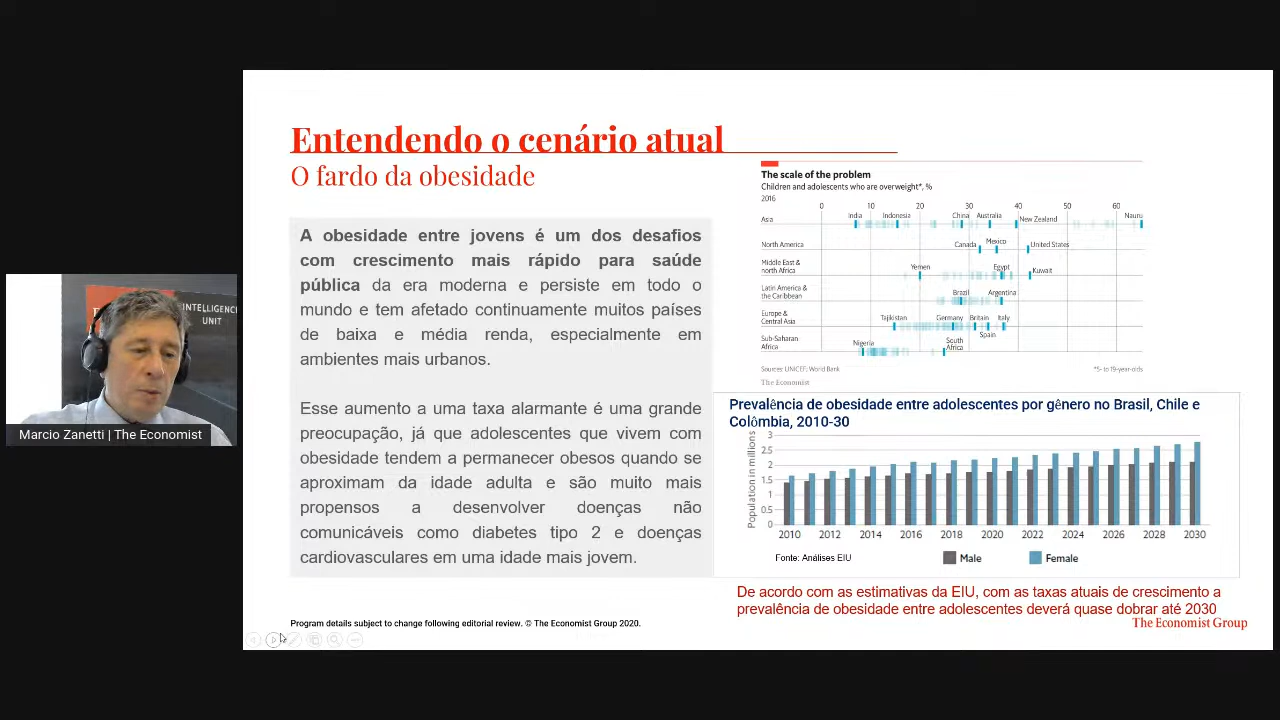 Entendendo o cenário atual
O fardo da obesidade
A obesidade entre jovens é um dos desafios
com crescimento mais rápido para saúde
pública da era moderna e persiste em todo o
mundo e tem afetado continuamente muitos países
de baixa e média renda, especialmente em
ambientes mais urbanos.
Esse aumento a uma taxa alarmante é uma grande
preocupação, já que adolescentes que vivem com
obesidade tendem a permanecer obesos quando se
aproximam da idade adulta e são muito mais
propensos a desenvolver doenças não
comunicáveis como diabetes tipo 2 e doenças
cardiovasculares em uma idade mais jovem.
The scale of the problem
Children and adolescents who are overweight*, %
2016
0 10 20 30 40 50 60
Asia
India Indonesia China Australia New Zealand Nauru
North America
Canada Mexico United States
Middle East &
north Africa
Yemen Egypt Kuwait
Latin America &
the Caribbean
Brazil Argentina
Europe &
Central Asia
Tajikistan Germany Britain Italy
Spain
Sub-Saharan
Africa
Nigeria South
Africa
Sources: UNICEF; World Bank *5- to 19-year-olds
The Economist
Prevalência de obesidade entre adolescentes por gênero no Brasil, Chile e
Colômbia, 2010-30
Population in millions
3
2.5
2
1.5
1
0.5
0
2010 2012 2014 2016 2018 2020 2022 2024 2026 2028 2030
Fonte: Análises EIU Male Female
De acordo com as estimativas da EIU, com as taxas atuais de crescimento a
prevalência de obesidade entre adolescentes deverá quase dobrar até 2030
The Economist Group
Program details subject to change following editorial review. © The Economist Group 2020.
INTELLIGENCE
UNIT
Marcio Zanetti | The Economist